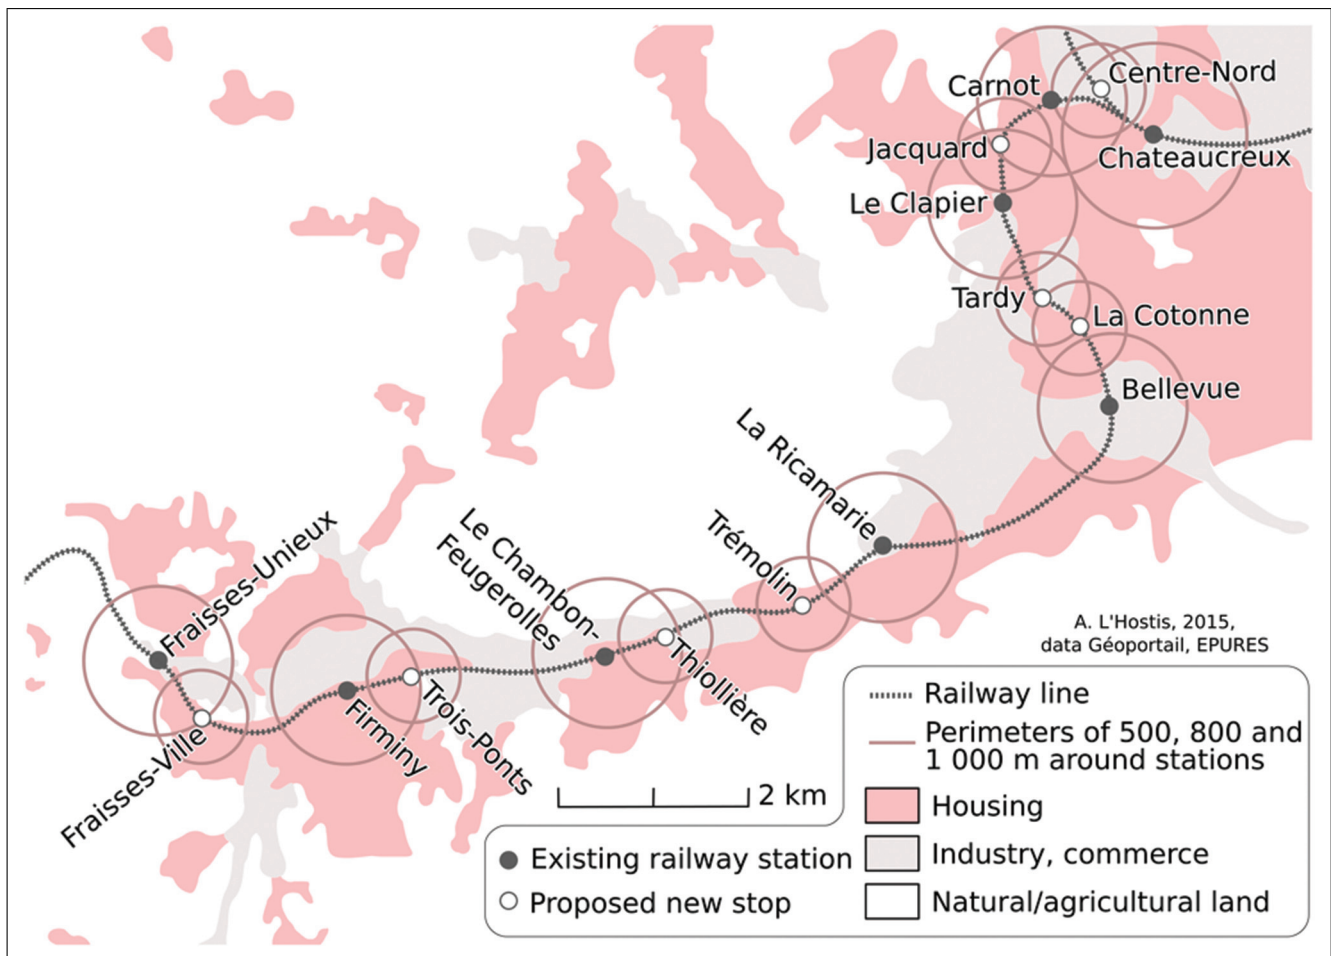 Centre-Nord
Carnot
Jacquard
Chateaucreux
Le Clapier
Tardy
La Cotonne
Bellevue
La Ricamarie
Trémolin
Le Chambon-
Feugerolles
Thiollière
Fraisses-Unieux
Trois-Ponts
Firminy
Fraisses-Ville
A. L'Hostis, 2015,
data Géoportail, EPURES
2 km
Railway line
Perimeters of 500, 800 and
1 000 m around stations
Housing
Industry, commerce
Natural/agricultural land
Existing railway station
Proposed new stop